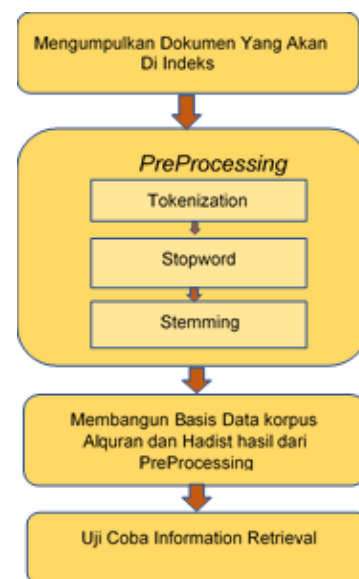 Mengumpulkan Dokumen Yang Akan
Di Indeks
PreProcessing
Tokenization
Stopword
Stemming
Membangun Basis Data korpus
Alquran dan Hadist hasil dari
PreProcessing
Uji Coba Information Retrieval